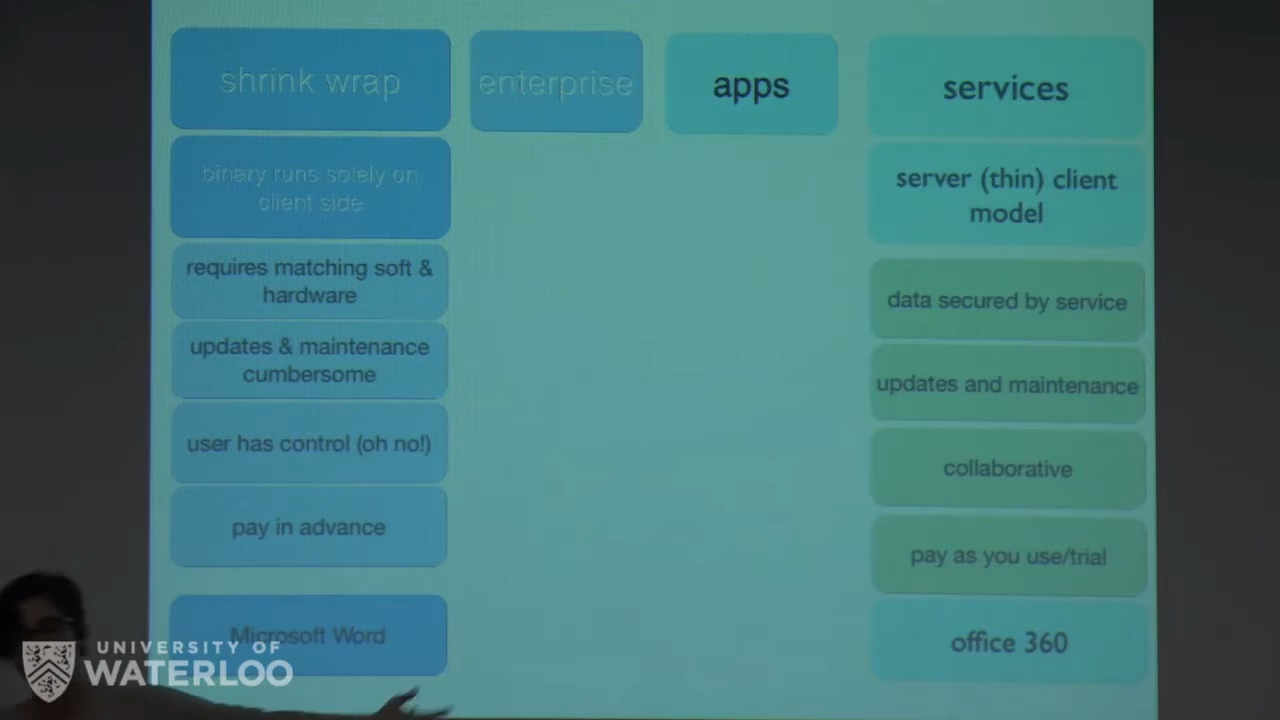 shrink wrap
enterprise
apps
services
binary runs solely on
client side
requires matching soft &
hardware
updates & maintenance
cumbersome
user has control (oh no!)
pay in advance
Microsoft Word
server (thin) client
model
data secured by service
updates and maintenance
collaborative
pay as you use/trial
office 360
UNIVERSITY OF
WATERLOO